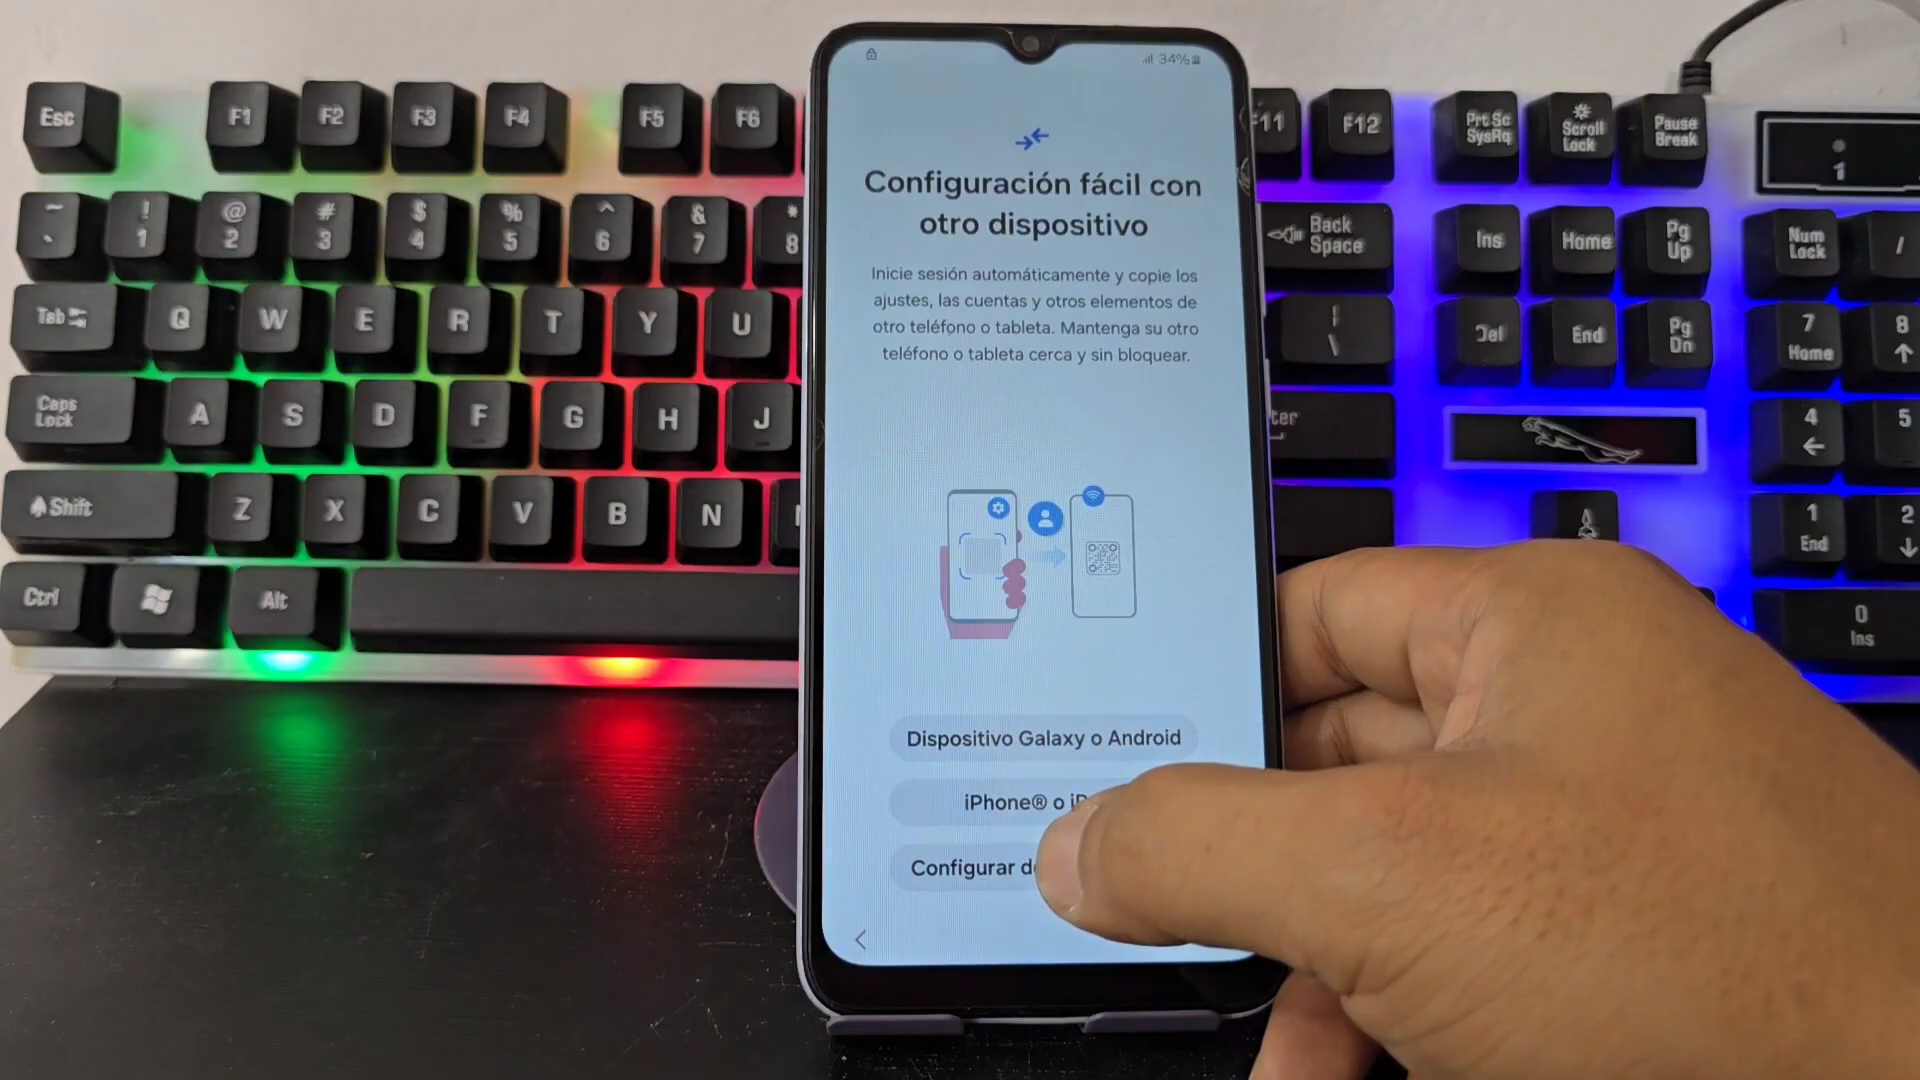 34%
Configuración fácil con
otro dispositivo
Inicie sesión automáticamente y copie los
ajustes, las cuentas y otros elementos de
otro teléfono o tableta. Mantenga su otro
teléfono o tableta cerca y sin bloquear.
Dispositivo Galaxy o Android
iPhone® o
Configurar
Esc F1 F2 F3 F4 F5 F6 F11 F12 Prt Sc SysRq Scroll Lock Pause Break 1
~ ` ! 1 @ 2 # 3 $ 4 % 5 ^ 6 & 7 * 8 Back Space Ins Home Pg Up Num Lock /
Tab Q W E R T Y U | \ Del End Pg Dn 7 Home 8
Caps Lock A S D F G H J 4 5
Shift Z X C V B N 1 End 2
Ctrl Alt 0 Ins